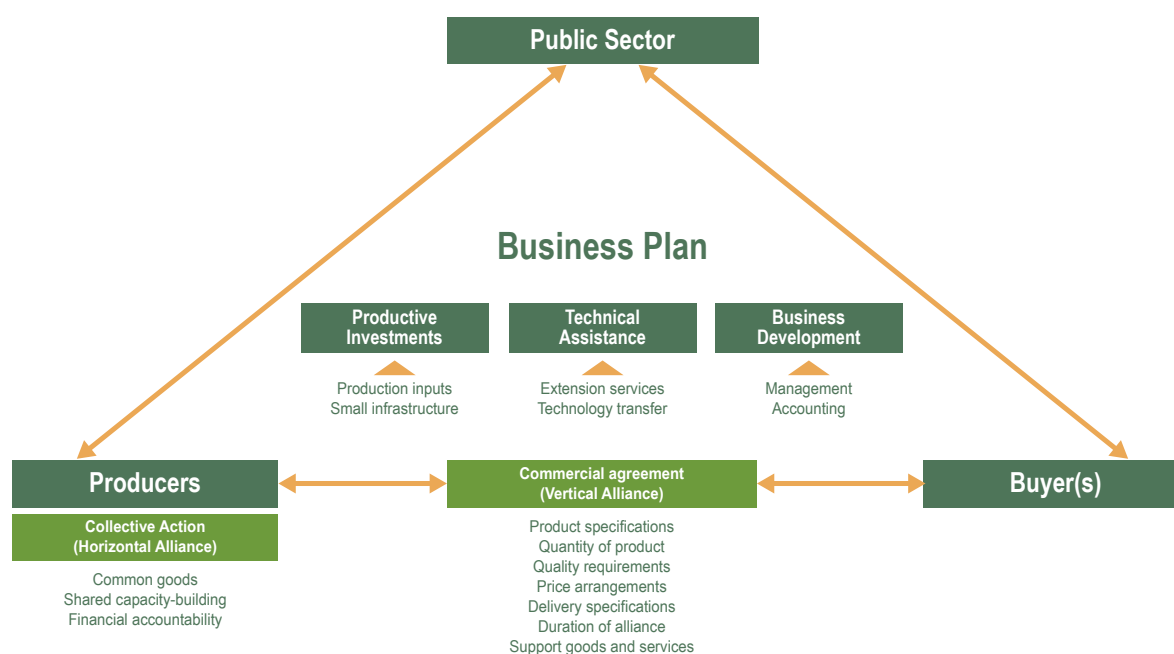 Public Sector
Business Plan
Productive
Investments
Production inputs
Small infrastructure
Technical
Assistance
Extension services
Technology transfer
Business
Development
Management
Accounting
Producers
Collective Action
(Horizontal Alliance)
Common goods
Shared capacity-building
Financial accountability
Commercial agreement
(Vertical Alliance)
Product specifications
Quantity of product
Quality requirements
Price arrangements
Delivery specifications
Duration of alliance
Support goods and services
Buyer(s)